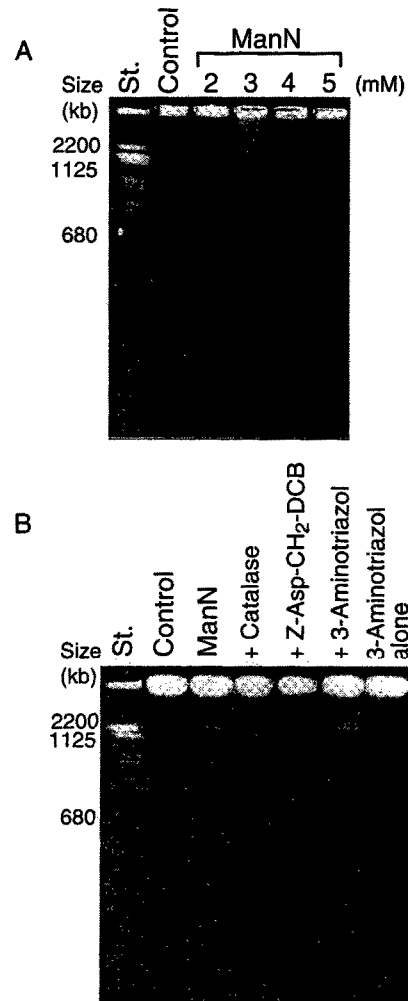 A
ManN
St.
Control
2 3 4 5 (mM)
Size
(kb)
2200
1125
680
B
St.
Control
ManN
+ Catalase
+ Z-Asp-CH₂-DCB
+ 3-Aminotriazol
3-Aminotriazol
alone
Size
(kb)
2200
1125
680